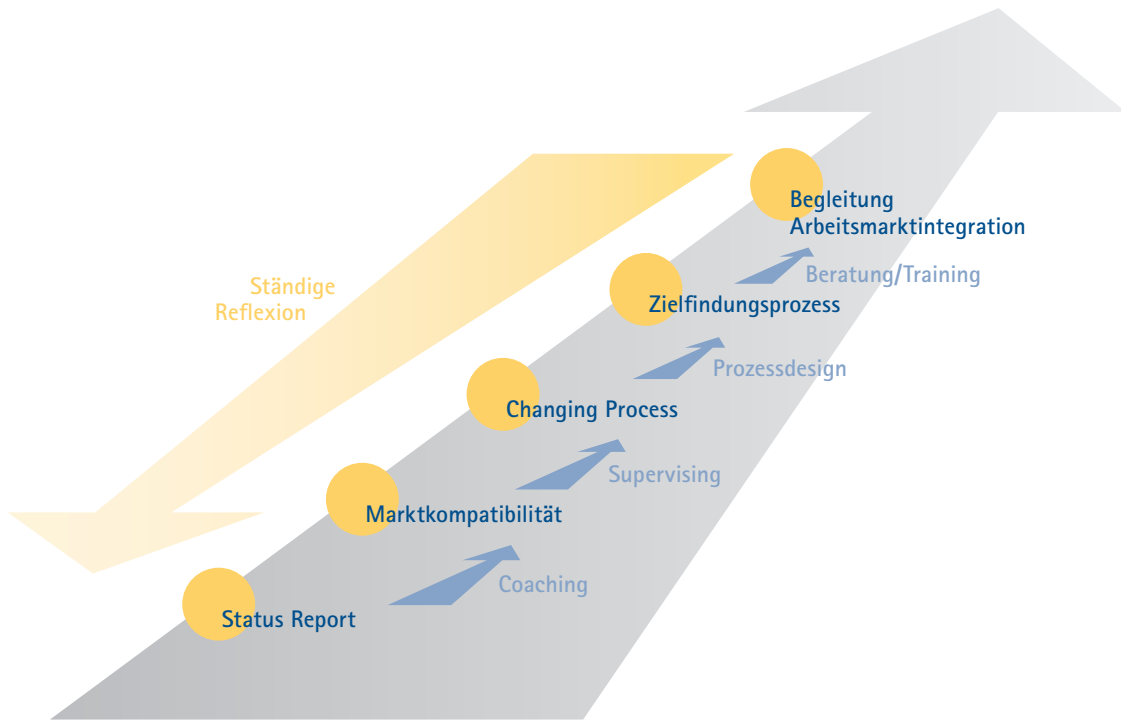 Begleitung
Arbeitsmarktintegration
Beratung/Training
Ständige
Reflexion
Zielfindungsprozess
Prozessdesign
Changing Process
Supervising
Marktkompatibilität
Coaching
Status Report